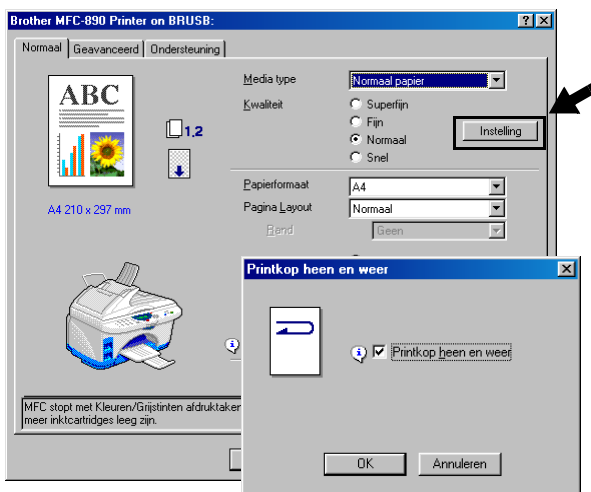 Brother MFC-890 Printer on BRUSB:
Normaal Geavanceerd Ondersteuning
ABC
1,2
A4 210 x 297 mm
Media type Normaal papier
Kwaliteit
Superfijn
Fijn
Normaal
Snel
Instelling
Papierformaat A4
Pagina Layout Normaal
Rand Geen
MFC stopt met Kleuren/Grijstinten afdruktaken
meer inktcartridges leeg zijn.
Printkop heen en weer
Printkop heen en weer
OK Annuleren